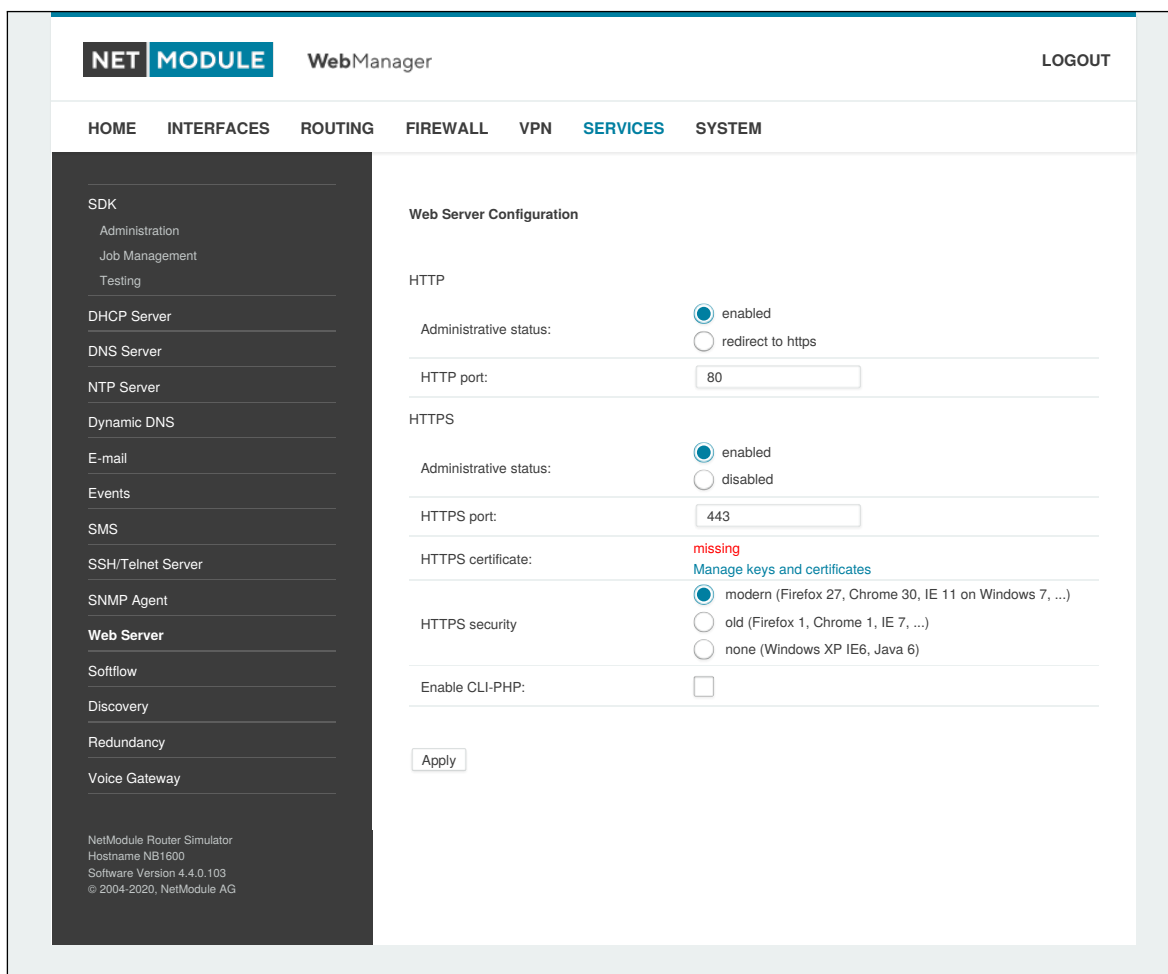 NET MODULE WebManager LOGOUT
HOME INTERFACES ROUTING FIREWALL VPN SERVICES SYSTEM
SDK
Administration
Job Management
Testing
DHCP Server
DNS Server
NTP Server
Dynamic DNS
E-mail
Events
SMS
SSH/Telnet Server
SNMP Agent
Web Server
Softflow
Discovery
Redundancy
Voice Gateway
NetModule Router Simulator
Hostname NB1600
Software Version 4.4.0.103
© 2004-2020, NetModule AG
Web Server Configuration
HTTP
Administrative status:
enabled
redirect to https
HTTP port: 80
HTTPS
Administrative status:
enabled
disabled
HTTPS port: 443
HTTPS certificate:
missing
Manage keys and certificates
HTTPS security
modern (Firefox 27, Chrome 30, IE 11 on Windows 7, ...)
old (Firefox 1, Chrome 1, IE 7, ...)
none (Windows XP IE6, Java 6)
Enable CLI-PHP:
Apply